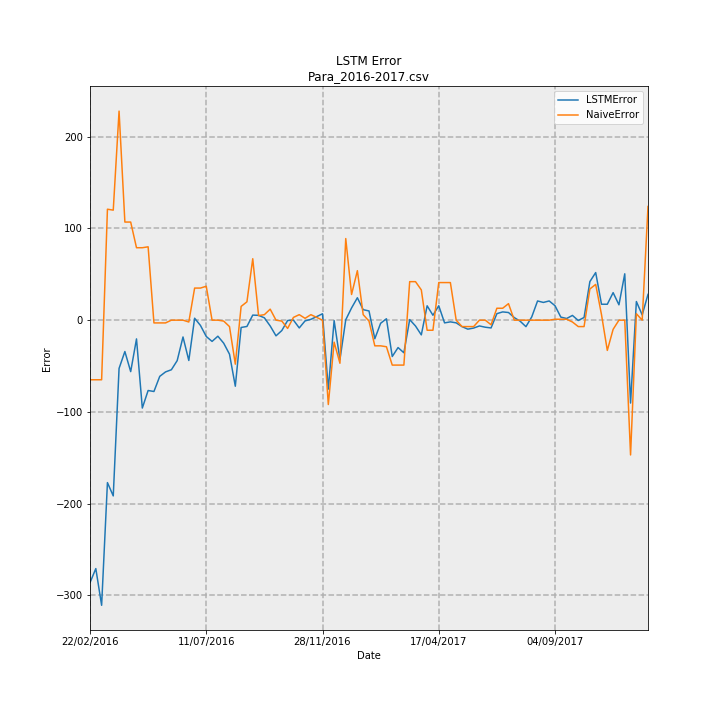 LSTM Error
Para_2016-2017.csv
LSTMError
NaiveError
200
100
0
−100
−200
−300
Error
22/02/2016
11/07/2016
28/11/2016
17/04/2017
04/09/2017
Date